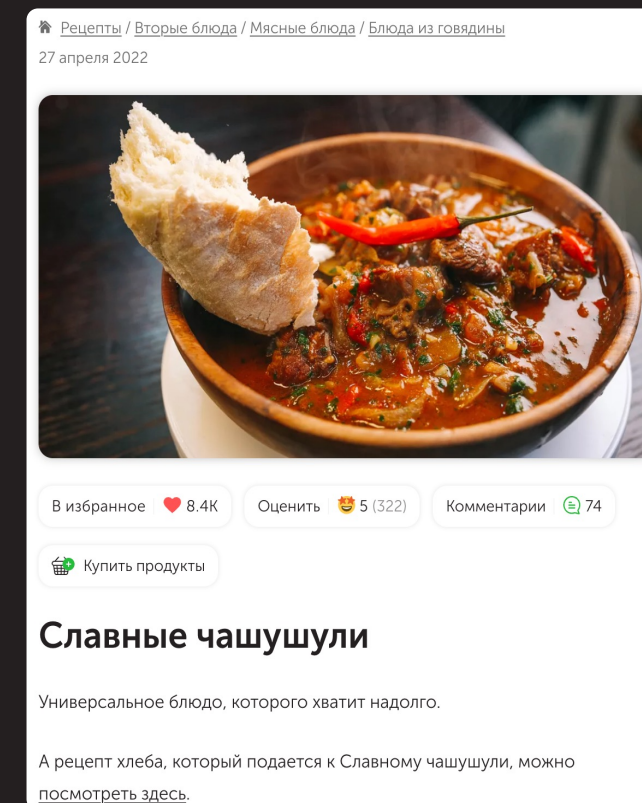 Рецепты / Вторые блюда / Мясные блюда / Блюда из говядины
27 апреля 2022
В избранное 8.4K Оценить 5 (322) Комментарии 74
Купить продукты
Славные чашушули
Универсальное блюдо, которого хватит надолго.
А рецепт хлеба, который подается к Славному чашушули, можно
посмотреть здесь.